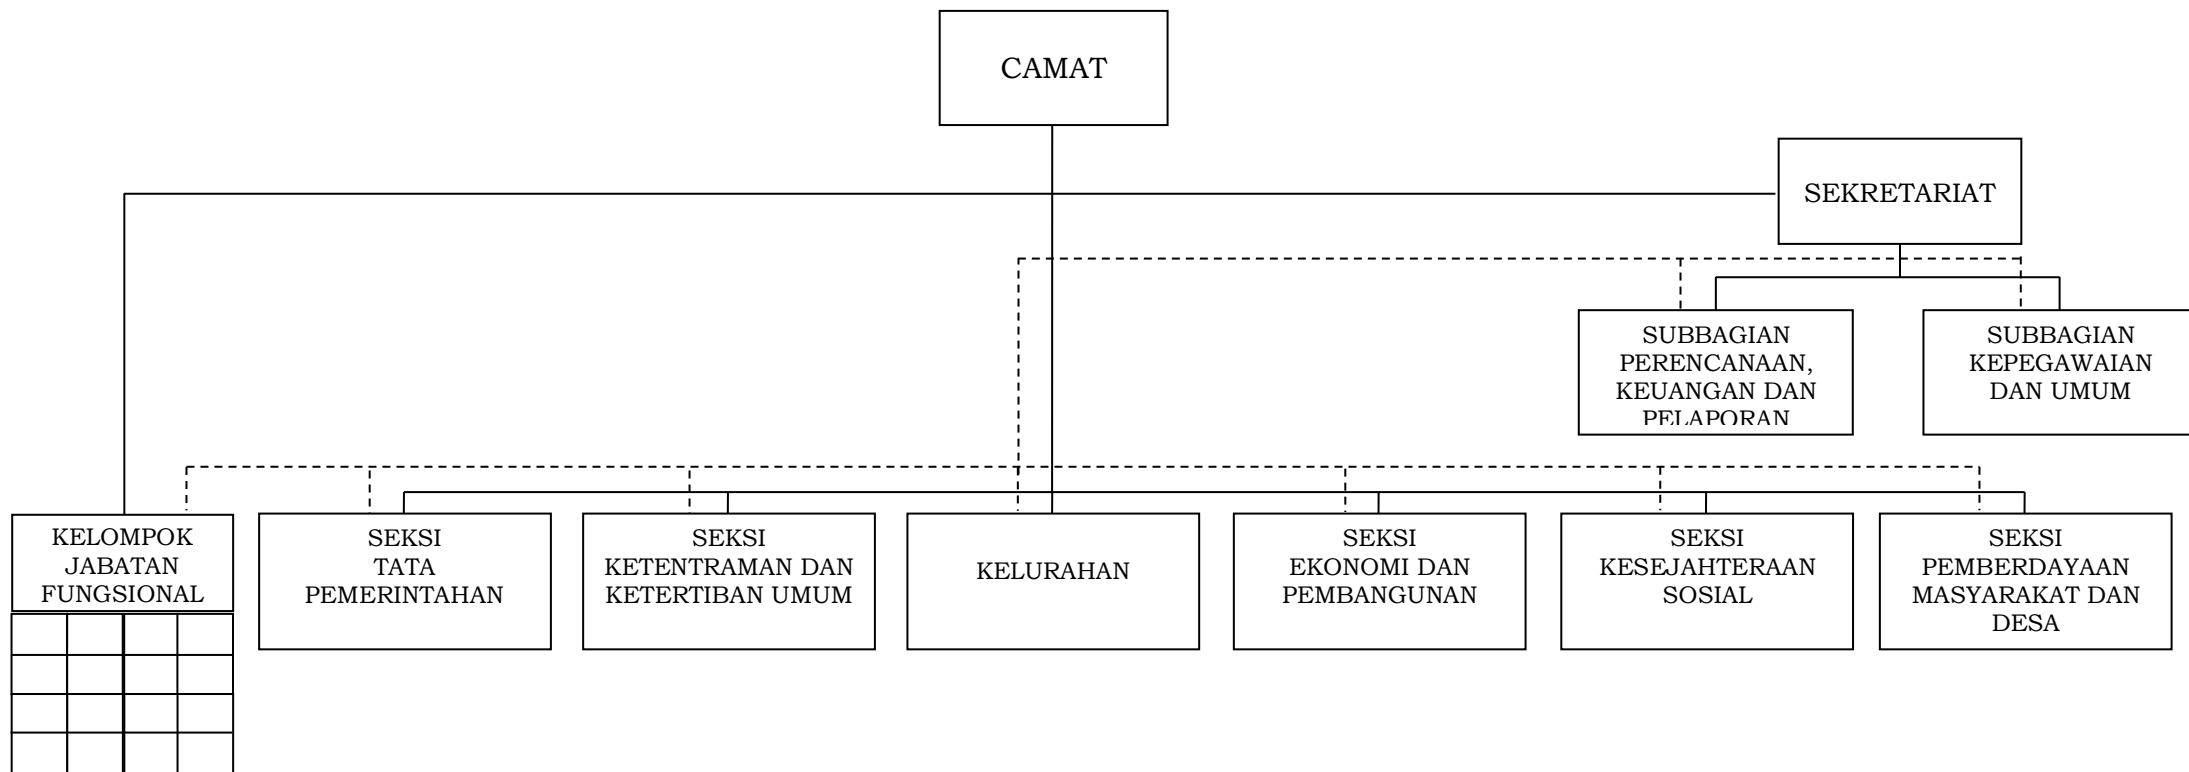 CAMAT
SEKRETARIAT
SUBBAGIAN
PERENCANAAN,
KEUANGAN DAN
PELAPORAN
SUBBAGIAN
KEPEGAWAIAN
DAN UMUM
KELOMPOK
JABATAN
FUNGSIONAL
SEKSI
TATA
PEMERINTAHAN
SEKSI
KETENTRAMAN DAN
KETERTIBAN UMUM
KELURAHAN
SEKSI
EKONOMI DAN
PEMBANGUNAN
SEKSI
KESEJAHTERAAN
SOSIAL
SEKSI
PEMBERDAYAAN
MASYARAKAT DAN
DESA